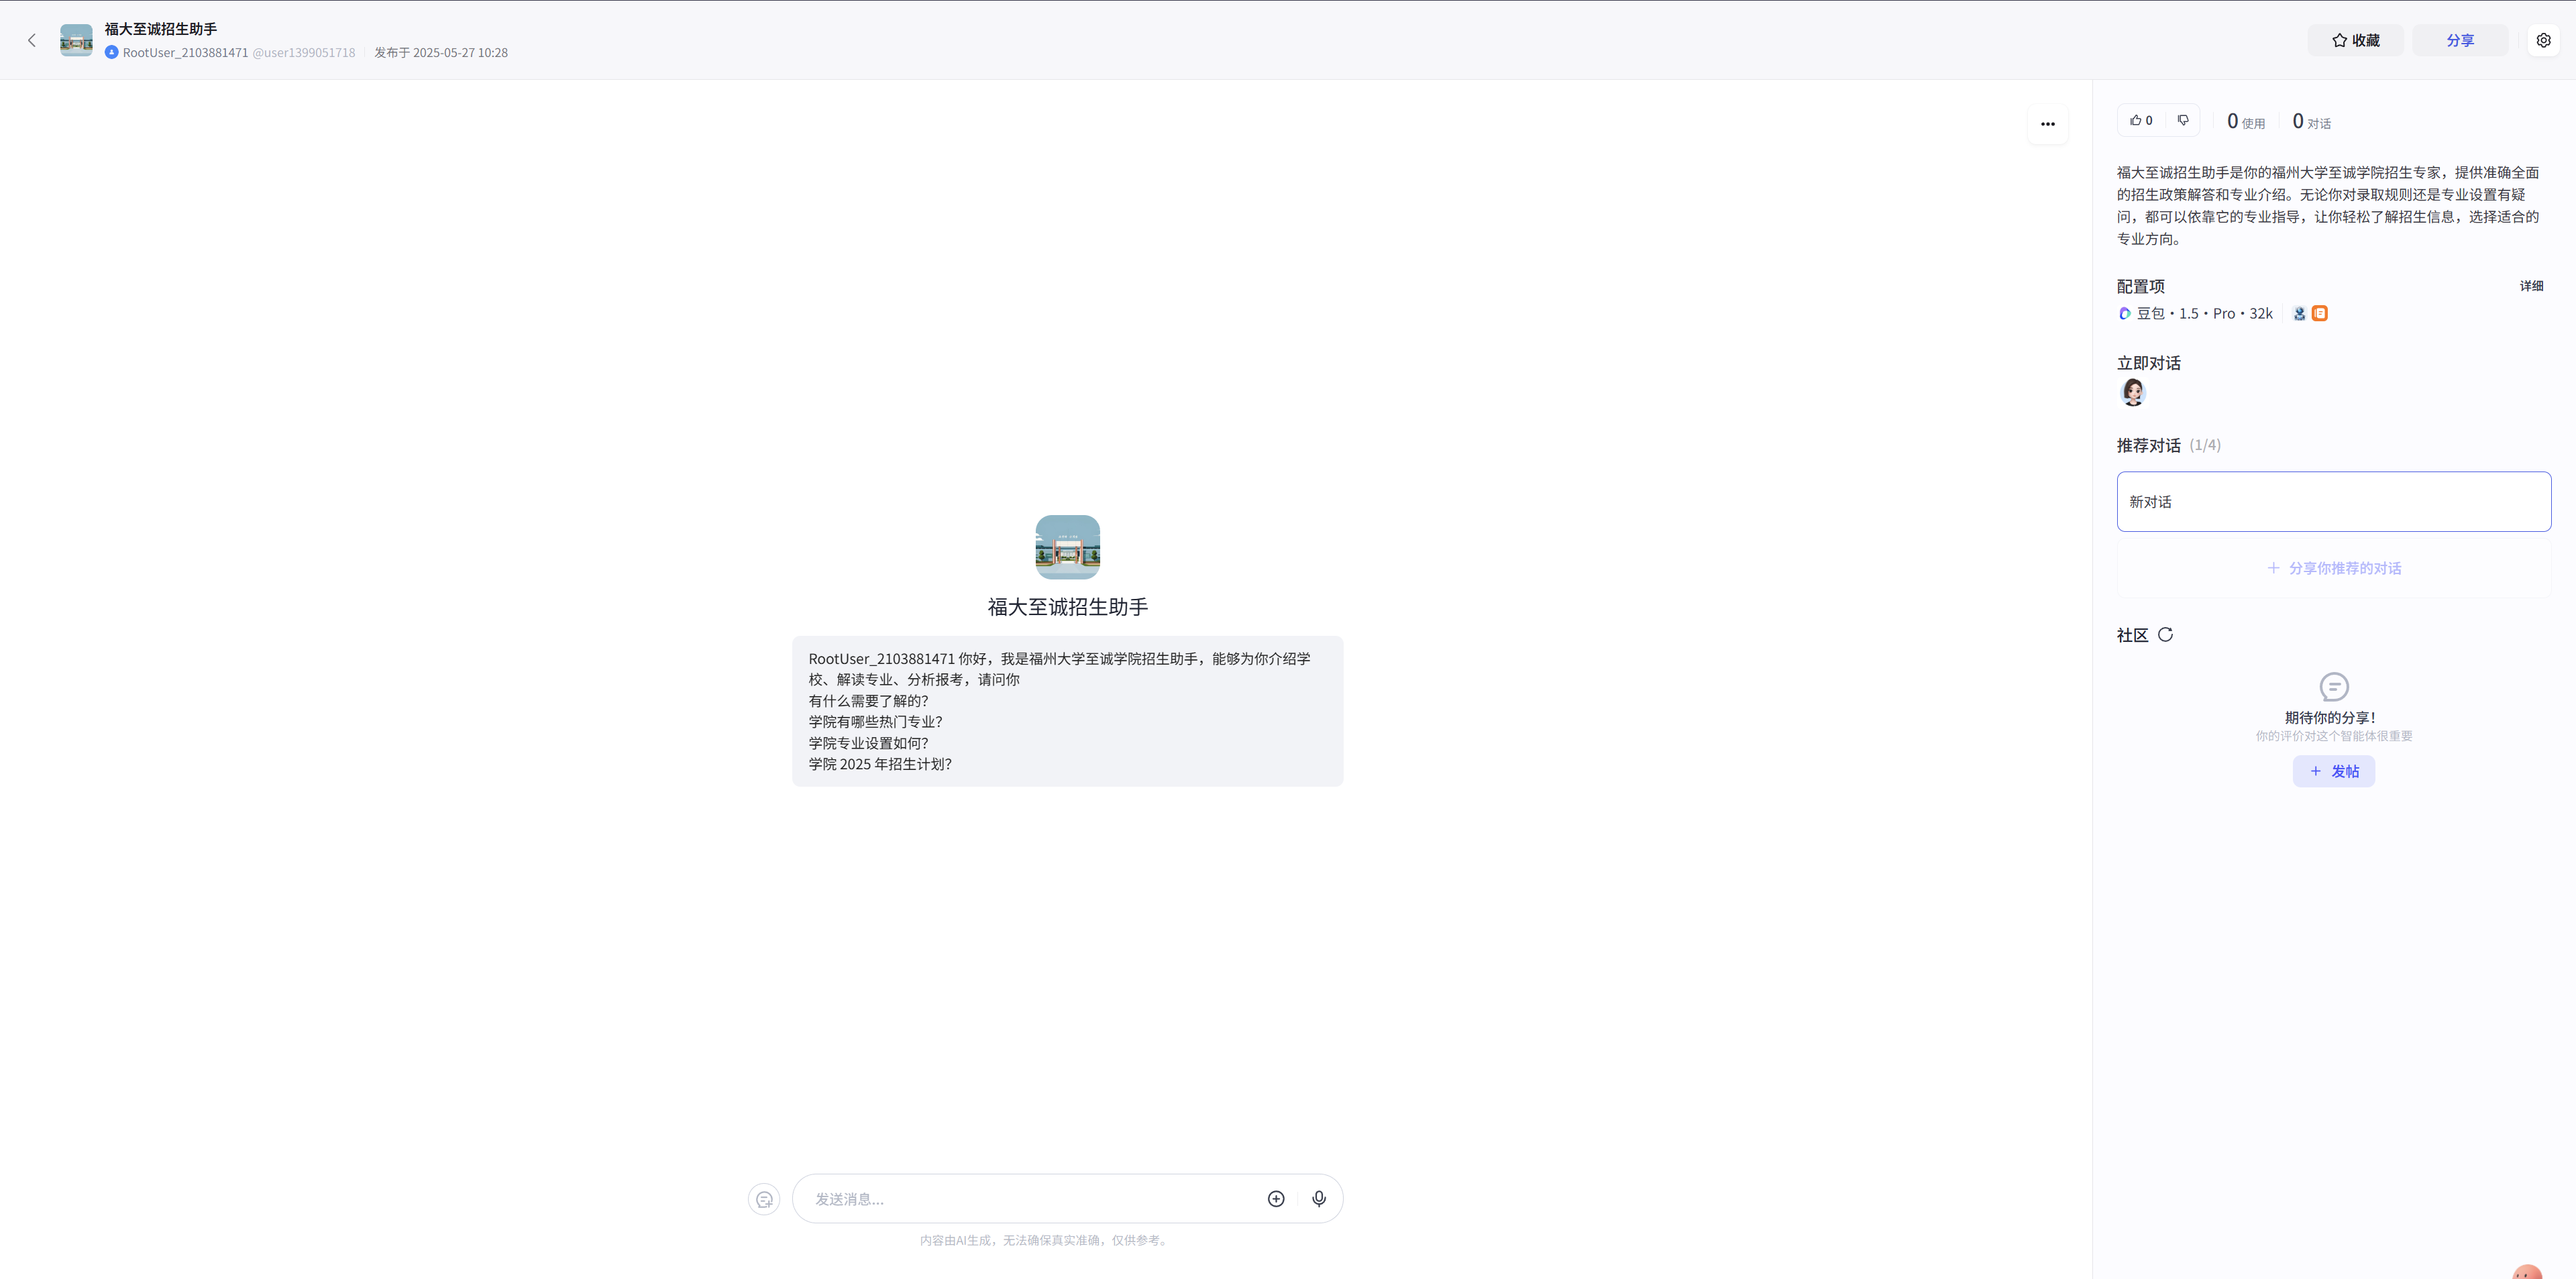 福大至诚招生助手
RootUser_2103881471 @user1399051718 发布于 2025-05-27 10:28
收藏
分享
0
0 使用
0 对话
福大至诚招生助手是你的福州大学至诚学院招生专家，提供准确全面
的招生政策解答和专业介绍。无论你对录取规则还是专业设置有疑
问，都可以依靠它的专业指导，让你轻松了解招生信息，选择适合的
专业方向。
配置项
详细
豆包·1.5·Pro·32k
立即对话
推荐对话 (1/4)
新对话
+ 分享你推荐的对话
社区
期待你的分享！
你的评价对这个智能体很重要
+ 发帖
福大至诚招生助手
RootUser_2103881471 你好，我是福州大学至诚学院招生助手，能够为你介绍学
校、解读专业、分析报考，请问你
有什么需要了解的？
学院有哪些热门专业？
学院专业设置如何？
学院 2025 年招生计划？
发送消息...
内容由AI生成，无法确保真实准确，仅供参考。